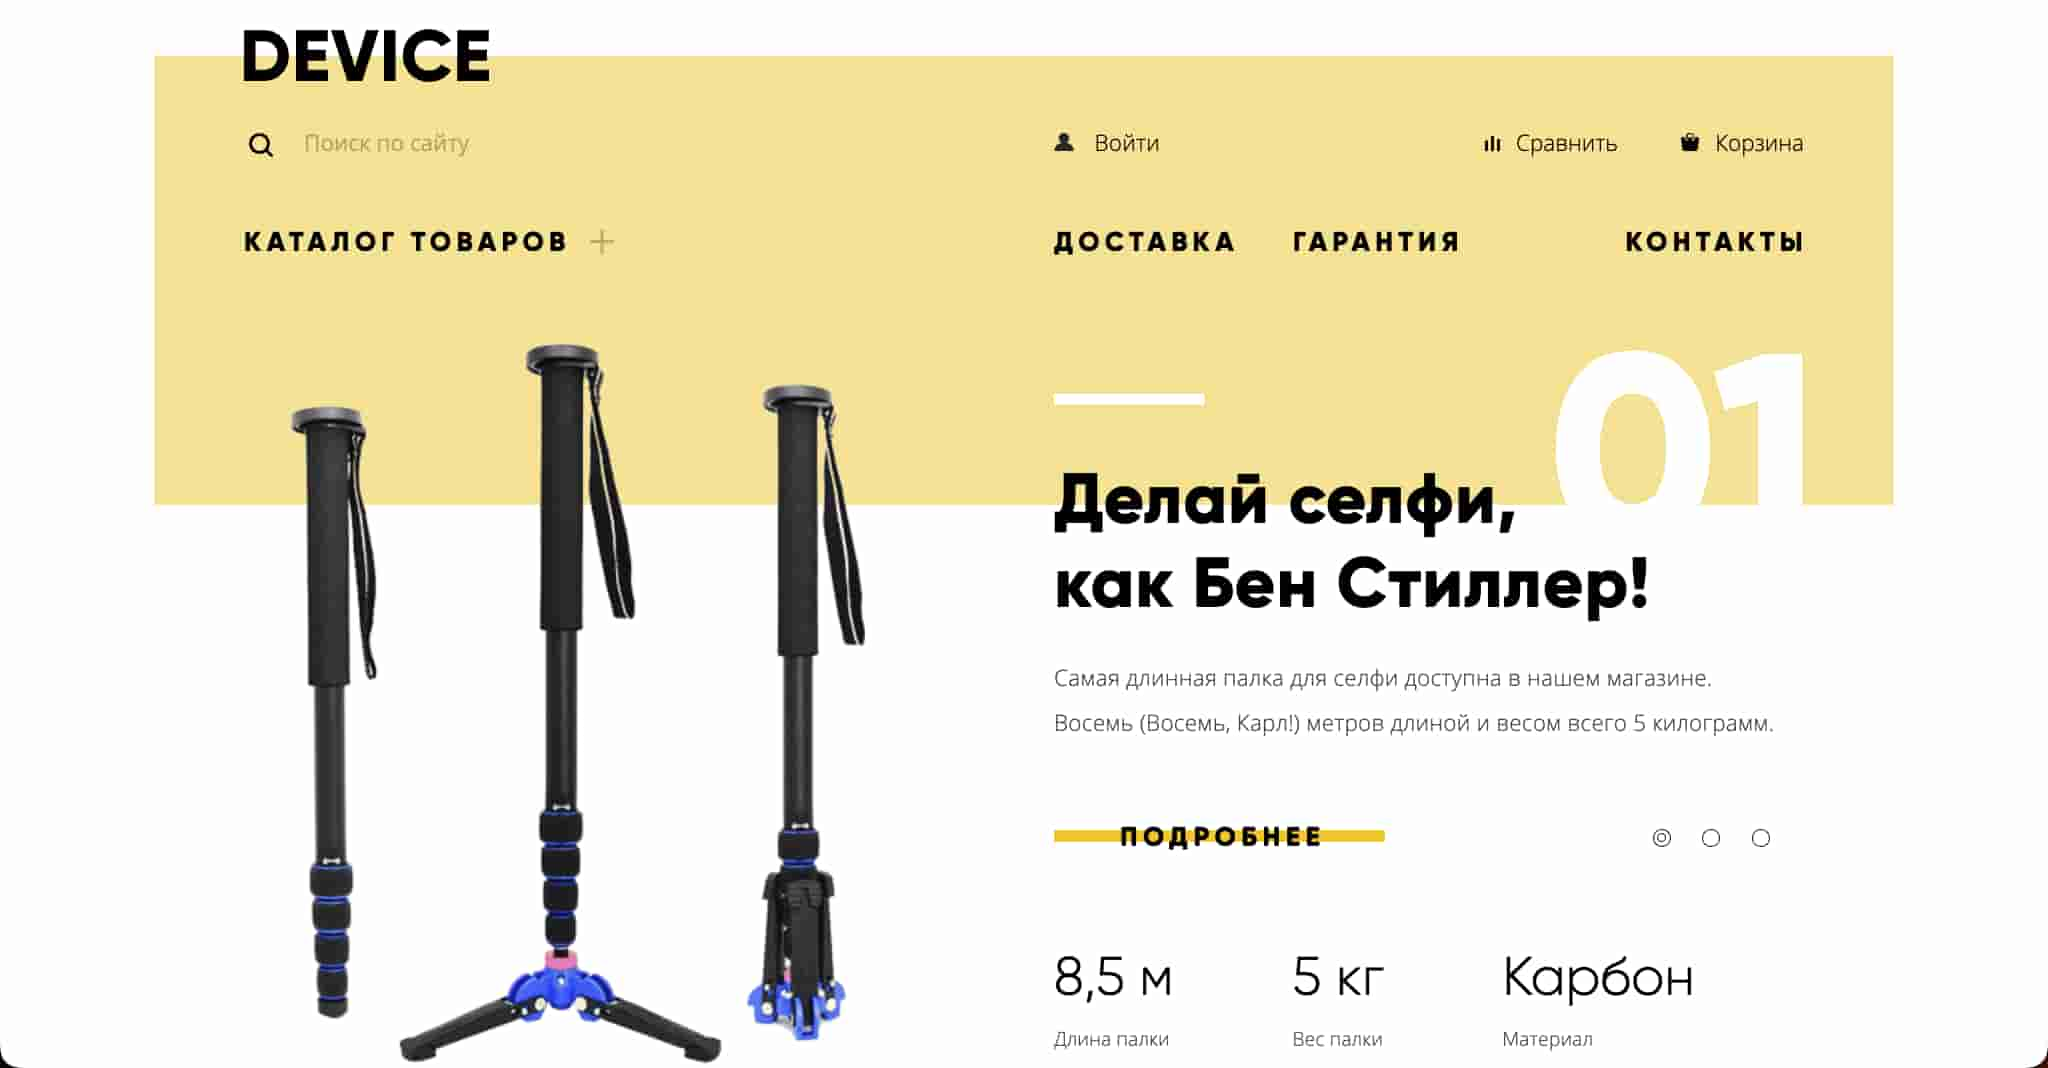 DEVICE
Поиск по сайту
Войти
Сравнить
Корзина
КАТАЛОГ ТОВАРОВ
ДОСТАВКА
ГАРАНТИЯ
КОНТАКТЫ
01
Делай селфи,
как Бен Стиллер!
Самая длинная палка для селфи доступна в нашем магазине.
Восемь (Восемь, Карл!) метров длиной и весом всего 5 килограмм.
ПОДРОБНЕЕ
8,5 м
5 кг
Карбон
Длина палки
Вес палки
Материал